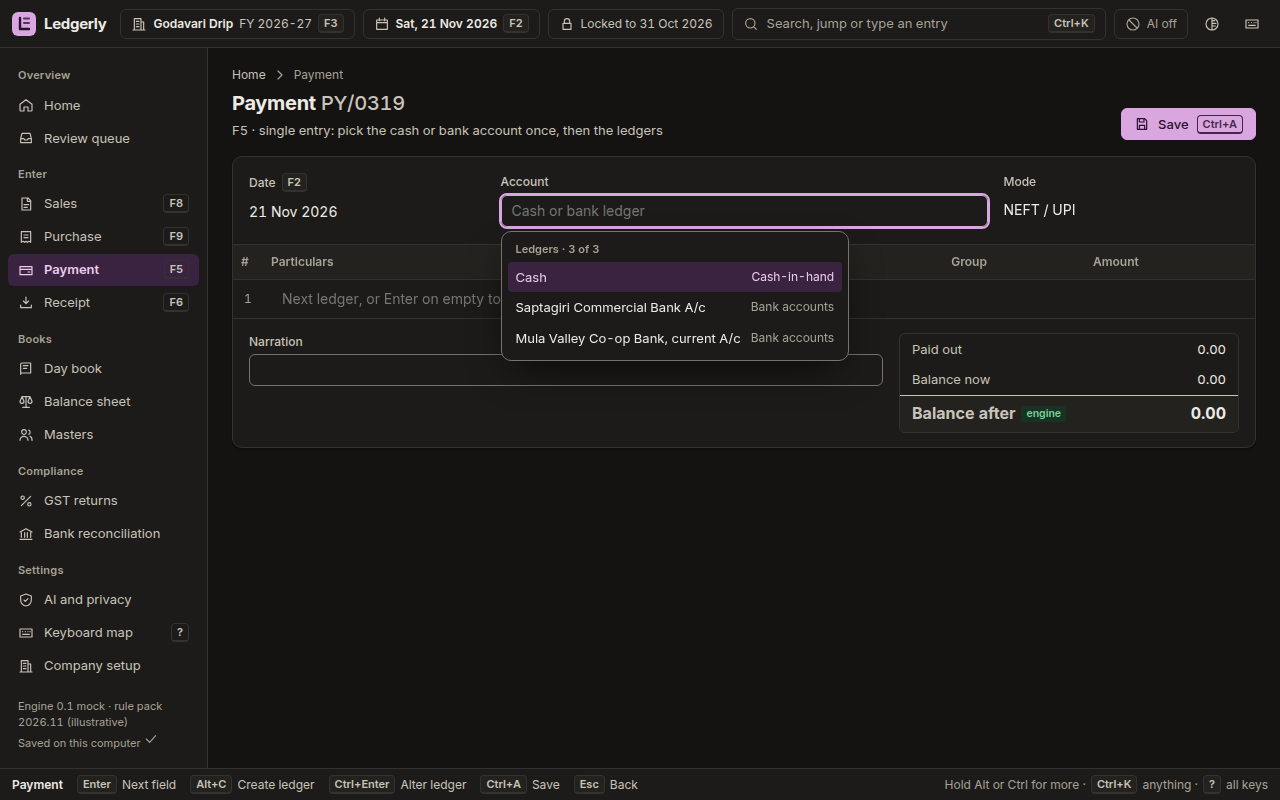 Ledgerly
Godavari Drip FY 2026-27 F3
Sat, 21 Nov 2026 F2
Locked to 31 Oct 2026
Search, jump or type an entry Ctrl+K
AI off
Overview
Home
Review queue
Enter
Sales F8
Purchase F9
Payment F5
Receipt F6
Books
Day book
Balance sheet
Masters
Compliance
GST returns
Bank reconciliation
Settings
AI and privacy
Keyboard map ?
Company setup
Engine 0.1 mock · rule pack
2026.11 (illustrative)
Saved on this computer
Home > Payment
Payment PY/0319
F5 · single entry: pick the cash or bank account once, then the ledgers
Save Ctrl+A
Date F2
21 Nov 2026
Account
Cash or bank ledger
Mode
NEFT / UPI
Ledgers · 3 of 3
Cash Cash-in-hand
Saptagiri Commercial Bank A/c Bank accounts
Mula Valley Co-op Bank, current A/c Bank accounts
# Particulars Group Amount
1 Next ledger, or Enter on empty to
Narration
Paid out 0.00
Balance now 0.00
Balance after engine 0.00
Payment Enter Next field Alt+C Create ledger Ctrl+Enter Alter ledger Ctrl+A Save Esc Back
Hold Alt or Ctrl for more · Ctrl+K anything · ? all keys